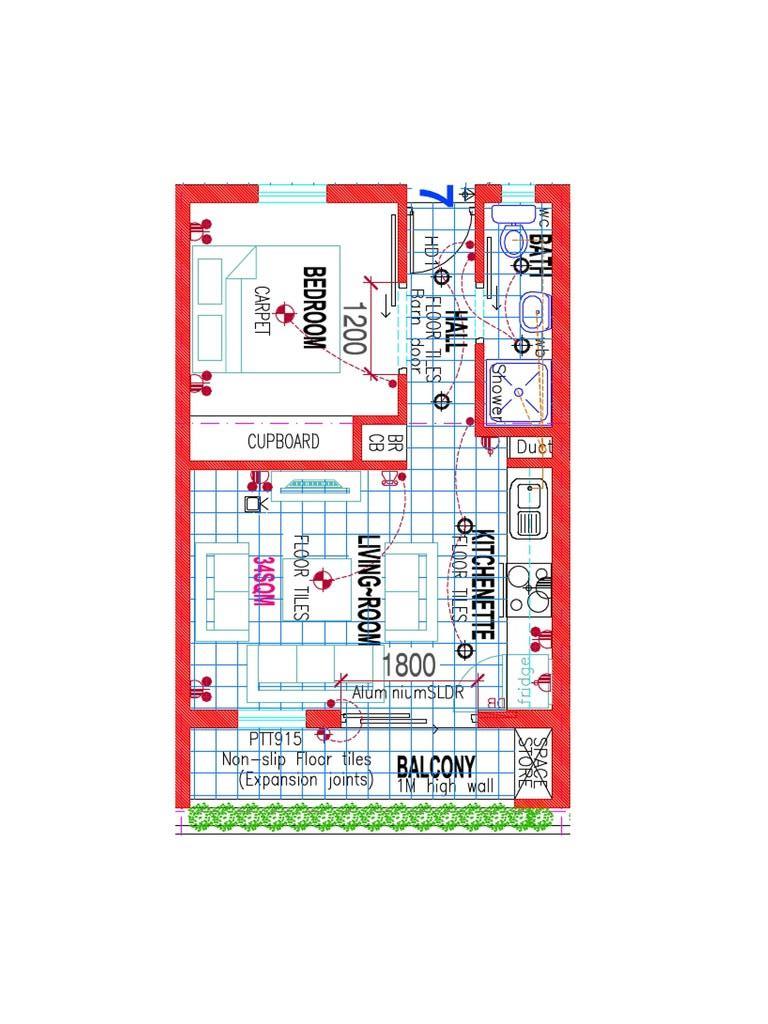 7
HD1
wc
BATH
BEDROOM
CARPET
1200
HALL
FLOOR TILES
Barn door
wb
Shower
CUPBOARD
BR
CB
Duct
LIVING~ROOM
FLOOR TILES
34SQM
KITCHENETTE
FLOOR TILES
1800
AluminiumSLDR
fridge
DB
PTT915
Non-slip Floor tiles
(Expansion joints)
BALCONY
1M high wall
SPACE
STORE